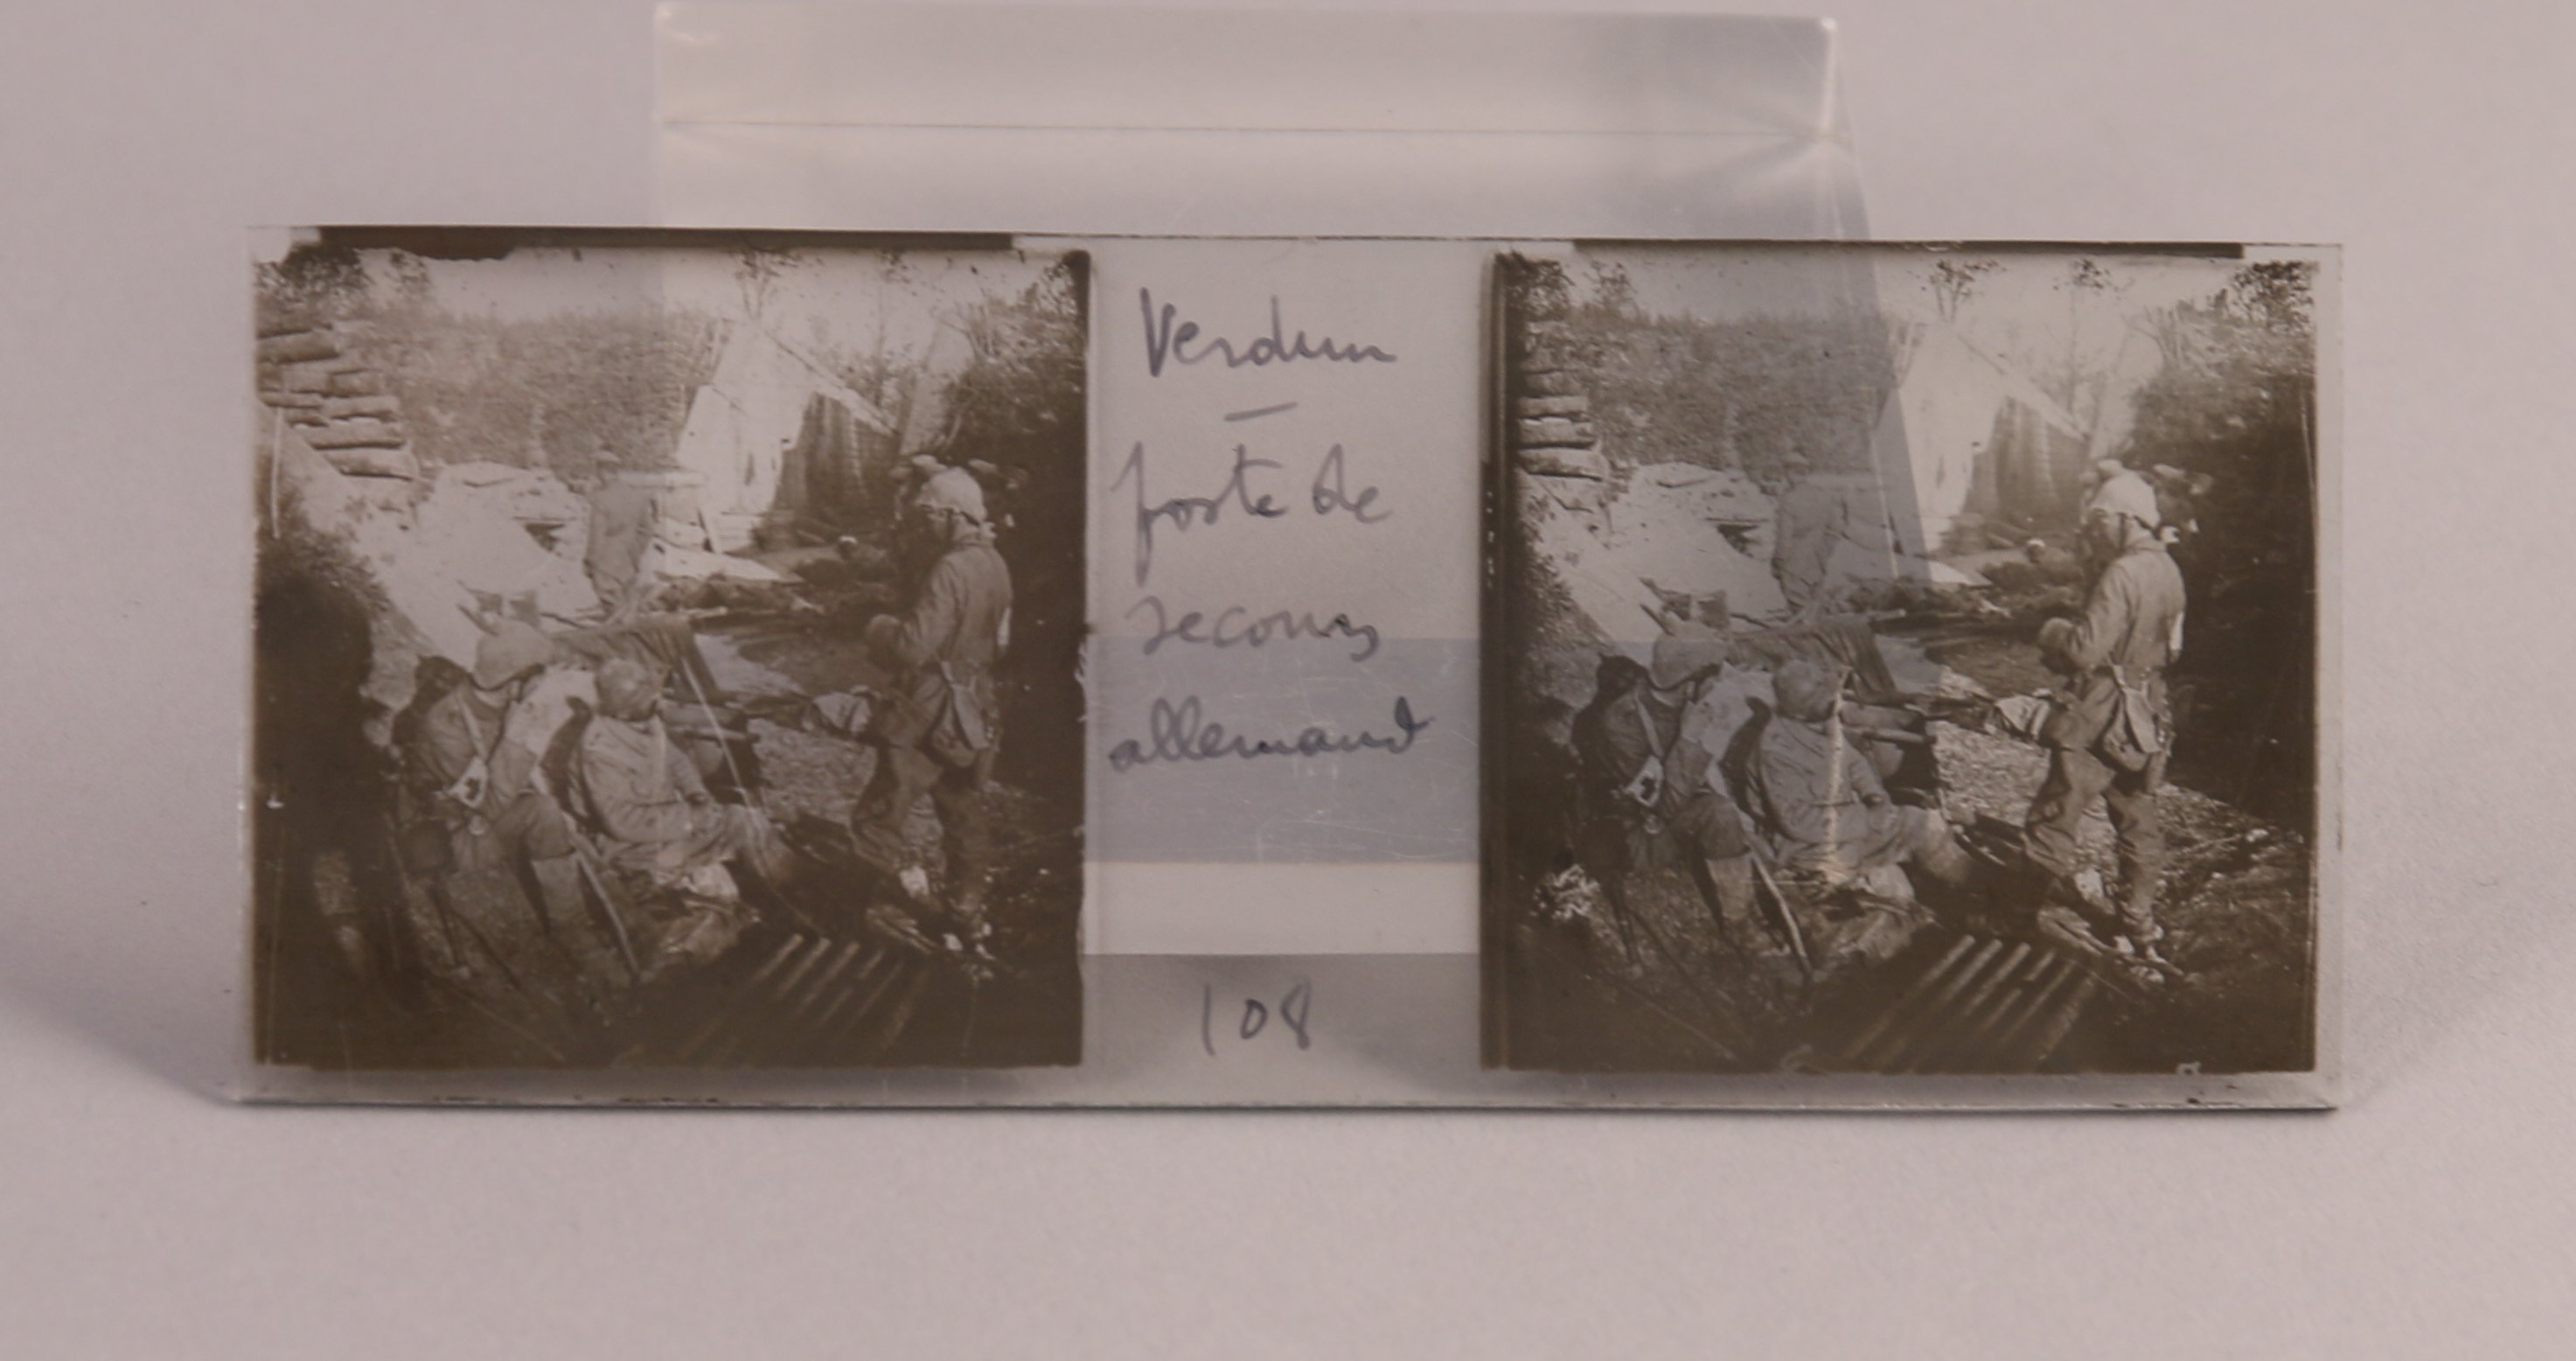 Verdun
—
poste de
secours
allemand
108